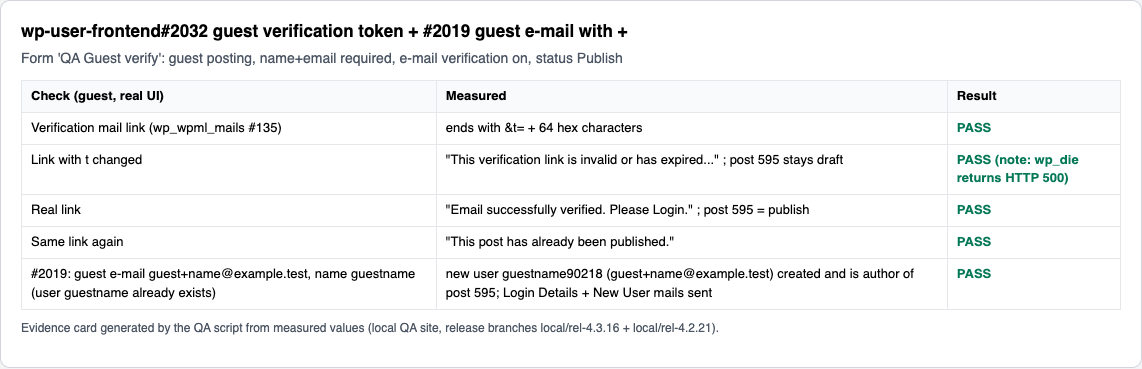 wp-user-frontend#2032 guest verification token + #2019 guest e-mail with +
Form 'QA Guest verify': guest posting, name+email required, e-mail verification on, status Publish
Check (guest, real UI) Measured Result
Verification mail link (wp_wpml_mails #135) ends with &t= + 64 hex characters PASS
Link with t changed "This verification link is invalid or has expired..." ; post 595 stays draft PASS (note: wp_die
returns HTTP 500)
Real link "Email successfully verified. Please Login." ; post 595 = publish PASS
Same link again "This post has already been published." PASS
#2019: guest e-mail guest+name@example.test, name guestname new user guestname90218 (guest+name@example.test) created and is author of PASS
(user guestname already exists) post 595; Login Details + New User mails sent
Evidence card generated by the QA script from measured values (local QA site, release branches local/rel-4.3.16 + local/rel-4.2.21).